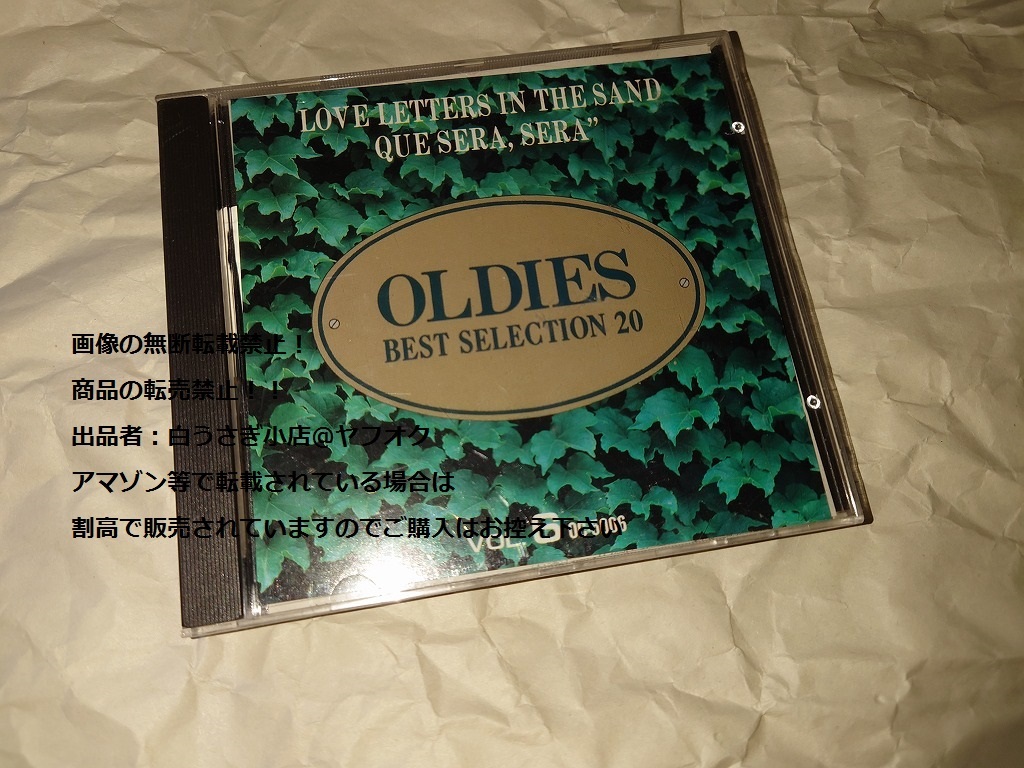 LOVE LETTERS IN THE SAND
QUE SERA, SERA”
OLDIES
BEST SELECTION 20
画像の無断転載禁止！
商品の転売禁止！！
出品者：白うさぎ小店@ヤフオク
アマゾン等で転載されている場合は
割高で販売されていますのでご購入はお控え下さい
VOL.